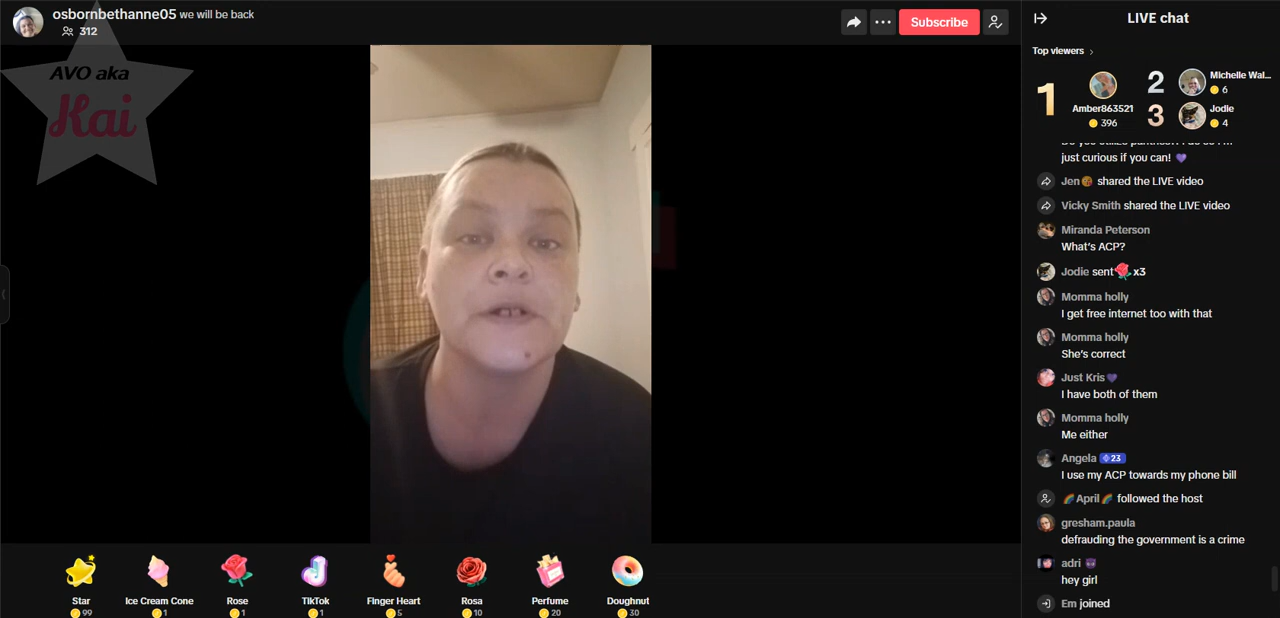 osbornbethanne05 we will be back
312
Subscribe
LIVE chat
AVO aka
Kai
Top viewers
1
Amber863521
396
2
Michelle Wal...
6
3
Jodie
4
just curious if you can! 💜
Jen shared the LIVE video
Vicky Smith shared the LIVE video
Miranda Peterson
What's ACP?
Jodie sent🌹x3
Momma holly
I get free internet too with that
Momma holly
She's correct
Just Kris💜
I have both of them
Momma holly
Me either
Angela 23
I use my ACP towards my phone bill
🌈April🌈 followed the host
gresham.paula
defrauding the government is a crime
adri 😈
hey girl
Em joined
Star
99
Ice Cream Cone
1
Rose
1
TikTok
1
Finger Heart
5
Rosa
10
Perfume
20
Doughnut
30